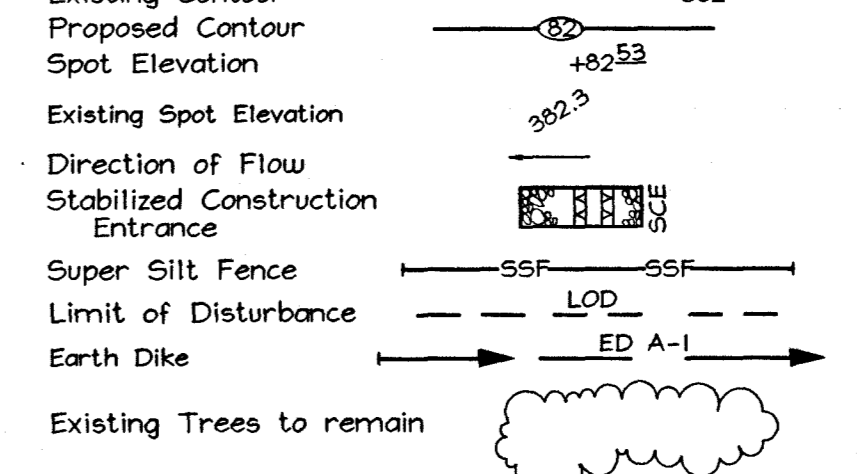 Proposed Contour 82
Spot Elevation +82 53
Existing Spot Elevation 382.3
Direction of Flow
Stabilized Construction
Entrance SCE
Super Silt Fence SSF SSF
Limit of Disturbance LOD
Earth Dike ED A-1
Existing Trees to remain